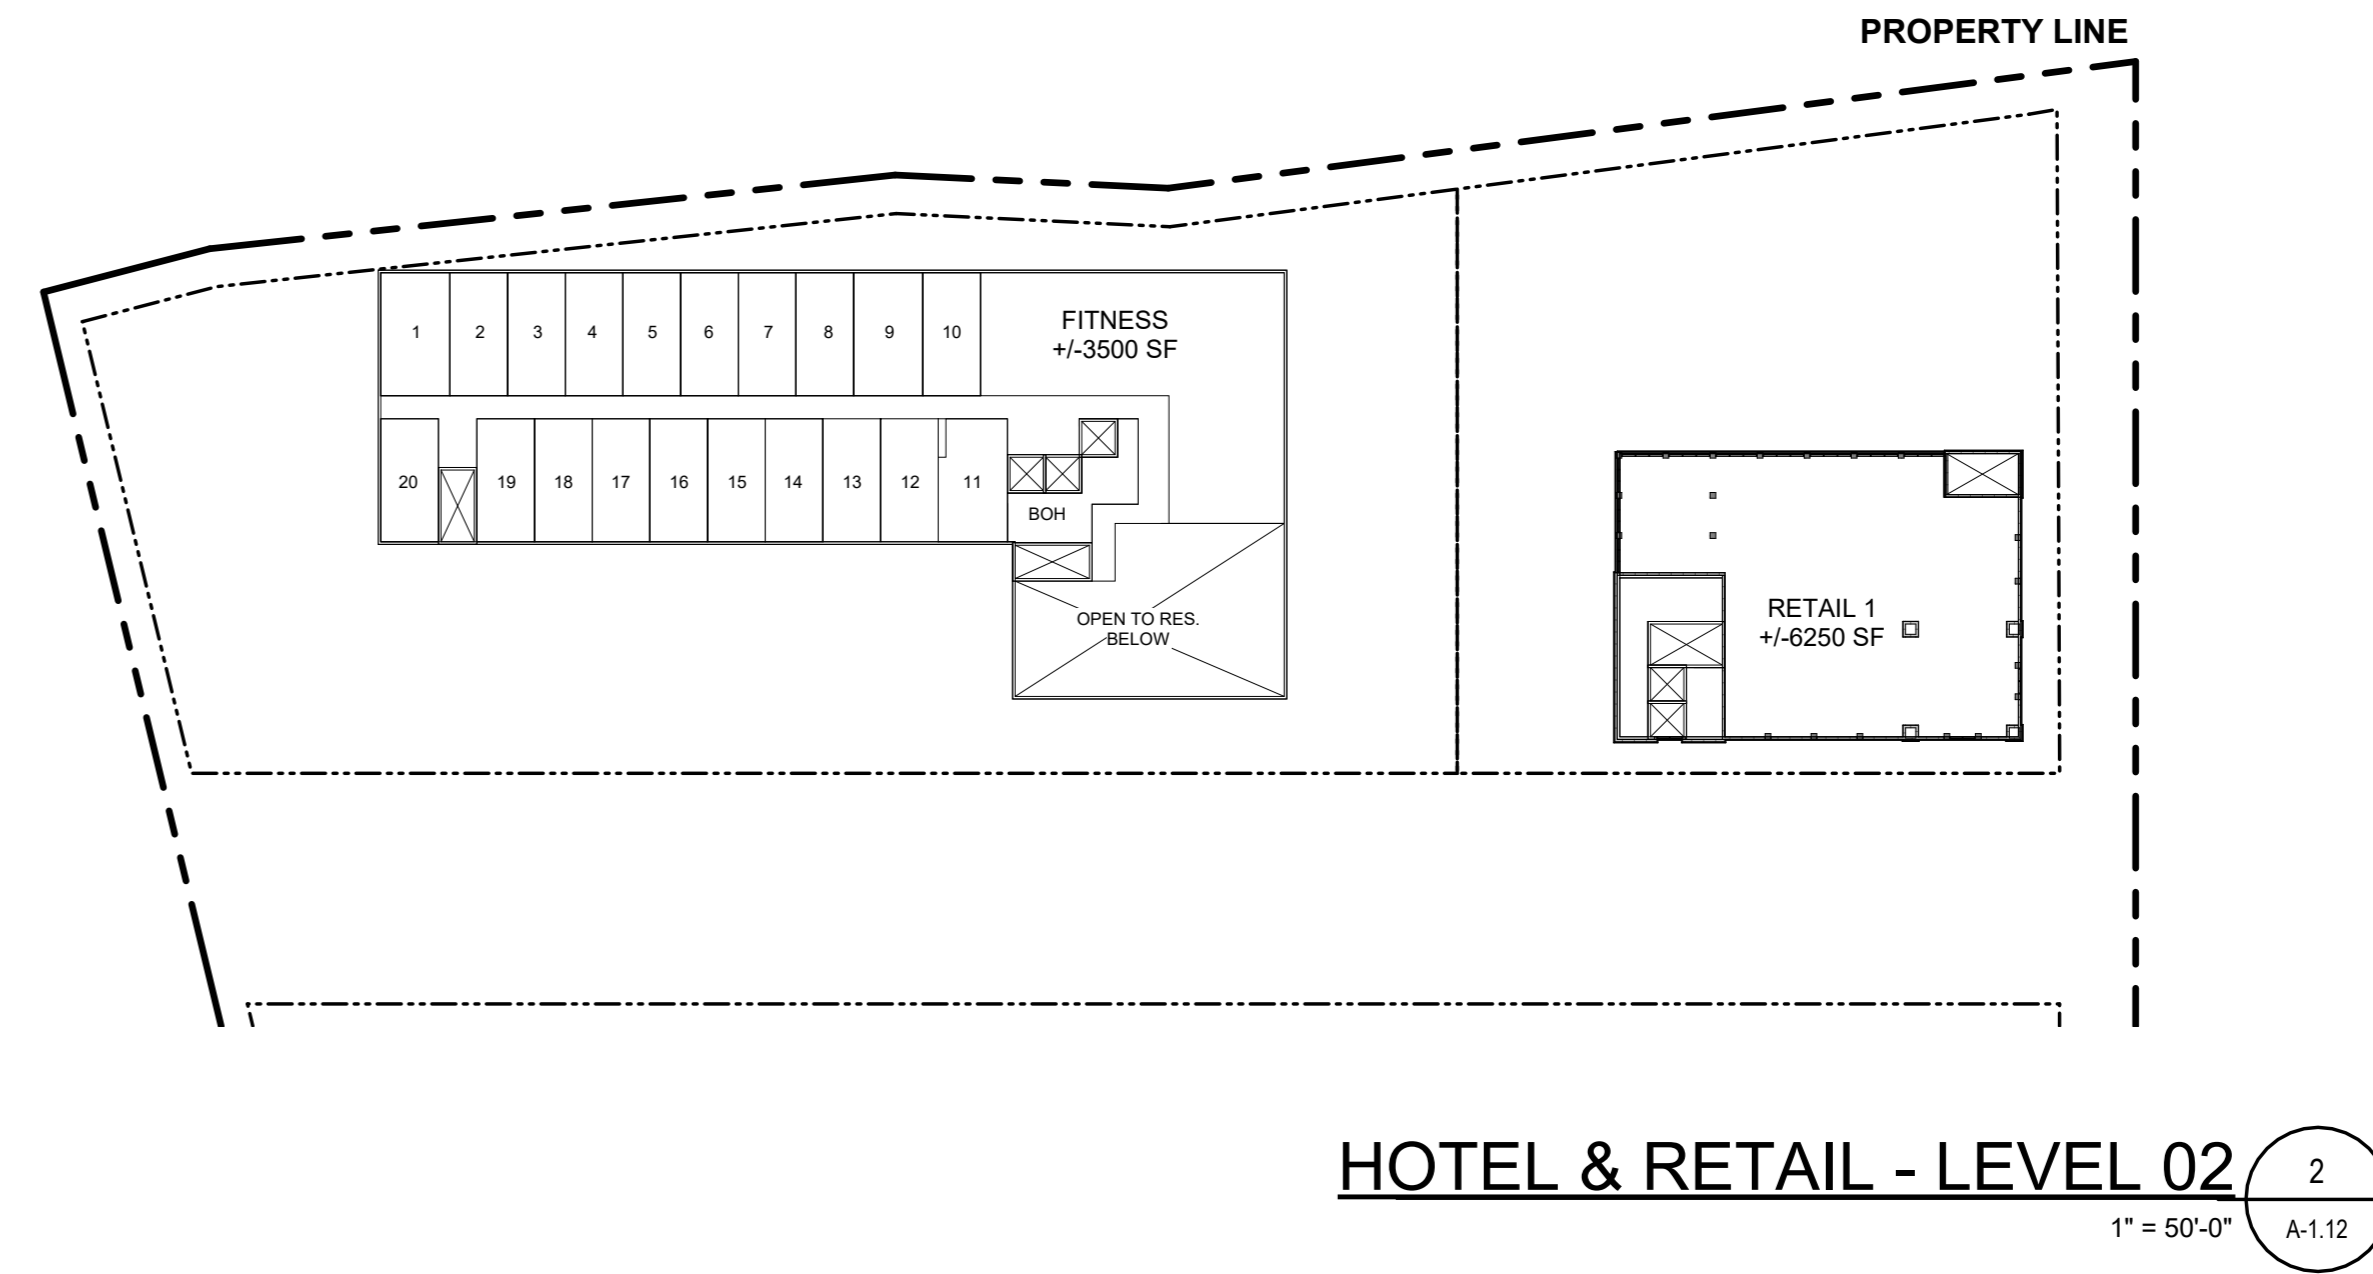 PROPERTY LINE
1 2 3 4 5 6 7 8 9 10
FITNESS
+/-3500 SF
20 19 18 17 16 15 14 13 12 11
BOH
OPEN TO RES.
BELOW
RETAIL 1
+/-6250 SF
HOTEL & RETAIL - LEVEL 02
1" = 50'-0"
2
A-1.12